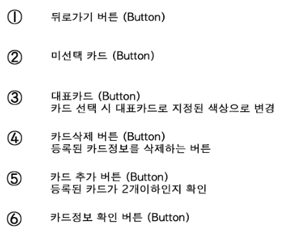 ① 뒤로가기 버튼 (Button)
② 미선택 카드 (Button)
③ 대표카드 (Button)
카드 선택 시 대표카드로 지정된 색상으로 변경
④ 카드삭제 버튼 (Button)
등록된 카드정보를 삭제하는 버튼
⑤ 카드 추가 버튼 (Button)
등록된 카드가 2개이하인지 확인
⑥ 카드정보 확인 버튼 (Button)